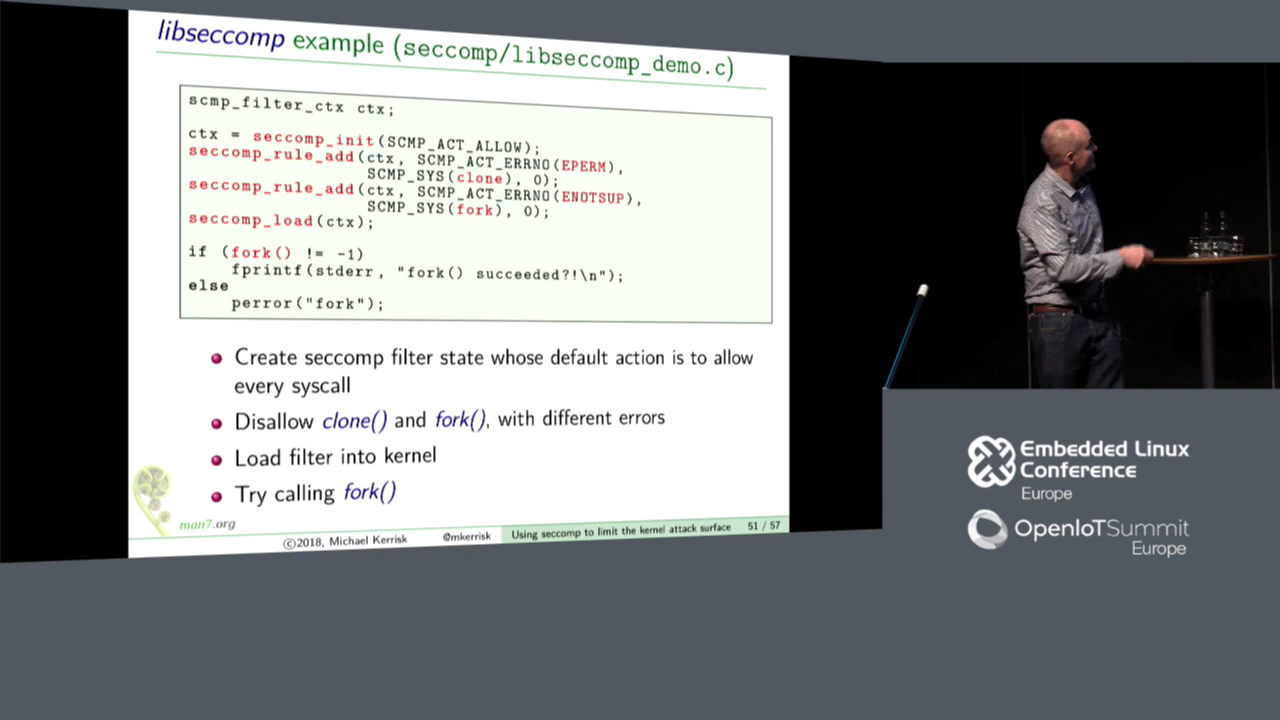 libseccomp example (seccomp/libseccomp_demo.c)
scmp_filter_ctx ctx;
ctx = seccomp_init(SCMP_ACT_ALLOW);
seccomp_rule_add(ctx, SCMP_ACT_ERRNO(EPERM),
SCMP_SYS(clone), 0);
seccomp_rule_add(ctx, SCMP_ACT_ERRNO(ENOTSUP),
SCMP_SYS(fork), 0);
seccomp_load(ctx);
if (fork() != -1)
fprintf(stderr, "fork() succeeded?!\n");
else
perror("fork");
Create seccomp filter state whose default action is to allow
every syscall
Disallow clone() and fork(), with different errors
Load filter into kernel
Try calling fork()
man7.org
©2018, Michael Kerrisk @mkerrisk Using seccomp to limit the kernel attack surface 51 / 57
Embedded Linux
Conference
Europe
OpenIoTSummit
Europe